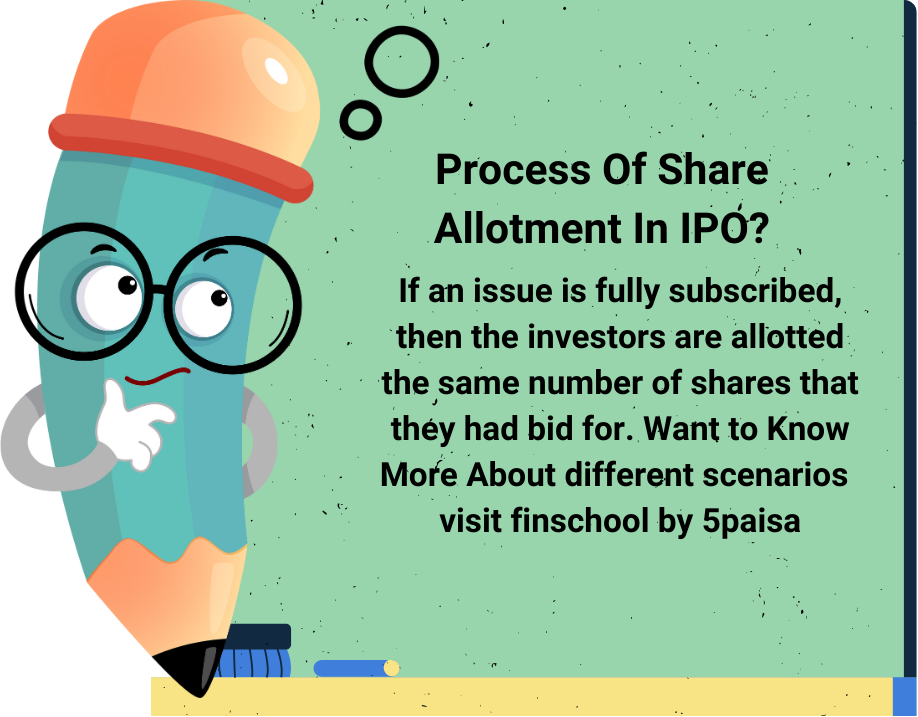 Process Of Share
Allotment In IPO?
If an issue is fully subscribed,
then the investors are allotted
the same number of shares that
they had bid for. Want to Know
More About different scenarios
visit finschool by 5paisa